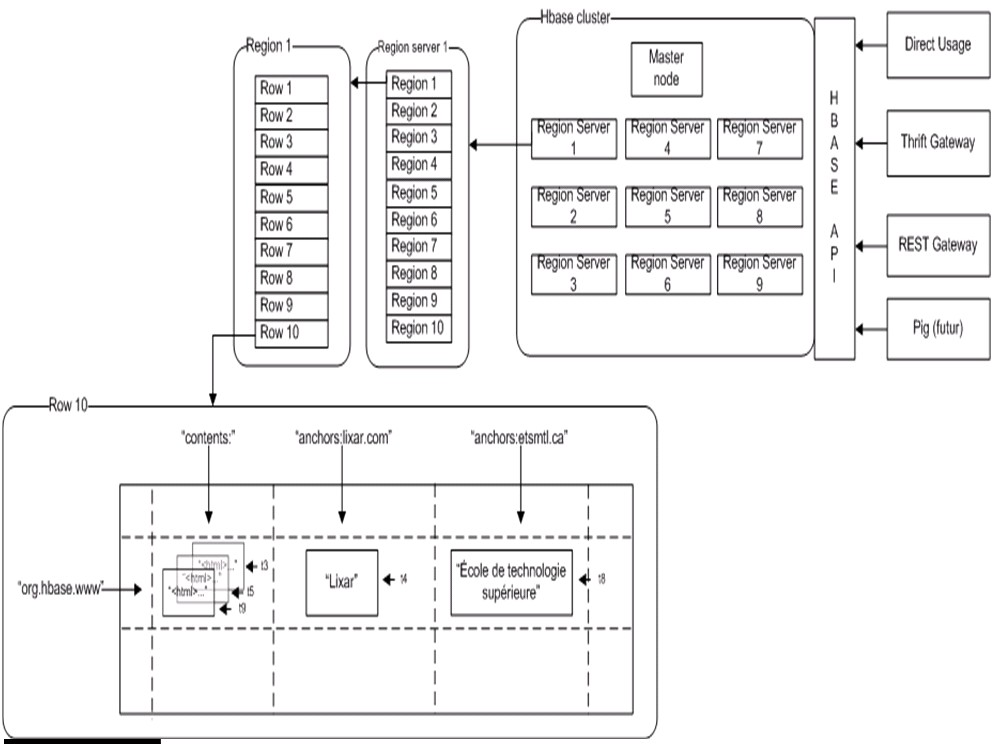 Hbase cluster
Region 1
Region server 1
Master
node
Direct Usage
Row 1
Row 2
Row 3
Row 4
Row 5
Row 6
Row 7
Row 8
Row 9
Row 10
Region 1
Region 2
Region 3
Region 4
Region 5
Region 6
Region 7
Region 8
Region 9
Region 10
Region Server
1
Region Server
4
Region Server
7
Region Server
2
Region Server
5
Region Server
8
Region Server
3
Region Server
6
Region Server
9
HBASE API
Thrift Gateway
REST Gateway
Pig (futur)
Row 10
"contents:"
"anchors:lixar.com"
"anchors:etsmtl.ca"
"org.hbase.www"
"<html>..."
t3
"<html>..."
t5
"<html>..."
t9
"Lixar"
t4
"École de technologie
supérieure"
t8